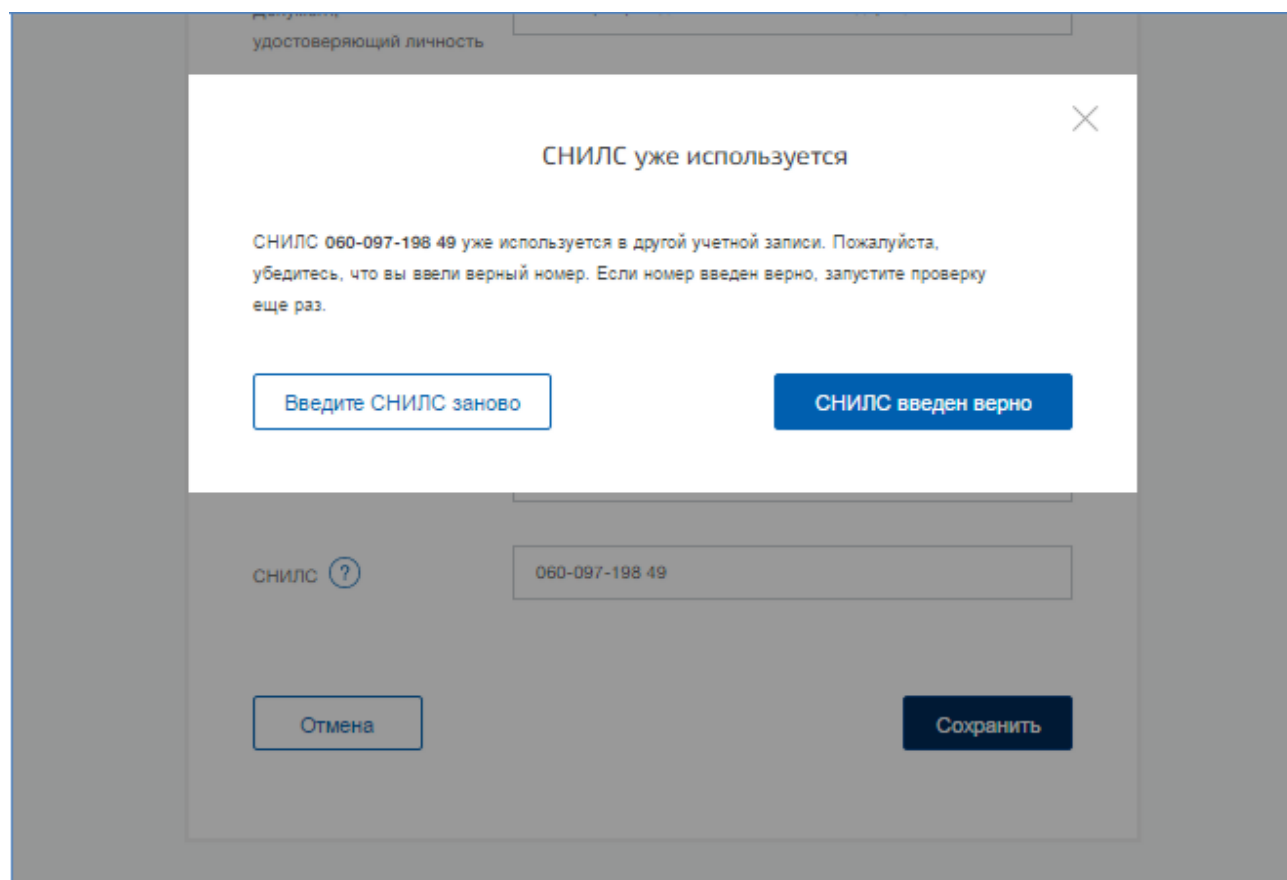 удостоверяющий личность
СНИЛС уже используется
СНИЛС 060-097-198 49 уже используется в другой учетной записи. Пожалуйста,
убедитесь, что вы ввели верный номер. Если номер введен верно, запустите проверку
еще раз.
Введите СНИЛС заново
СНИЛС введен верно
СНИЛС ?
060-097-198 49
Отмена
Сохранить